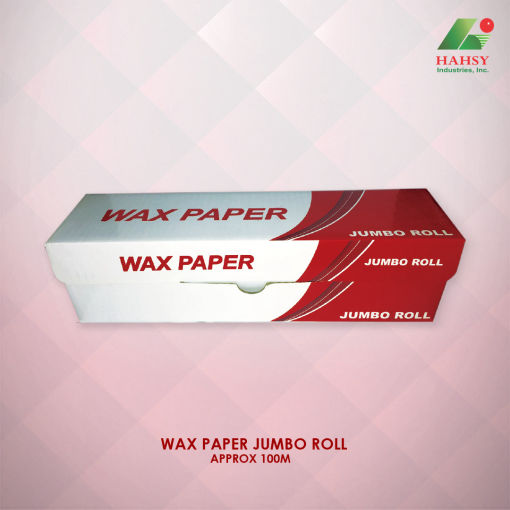 HAHSY
Industries, Inc.
WAX PAPER
JUMBO ROLL
WAX PAPER
JUMBO ROLL
JUMBO ROLL
WAX PAPER JUMBO ROLL
APPROX 100M